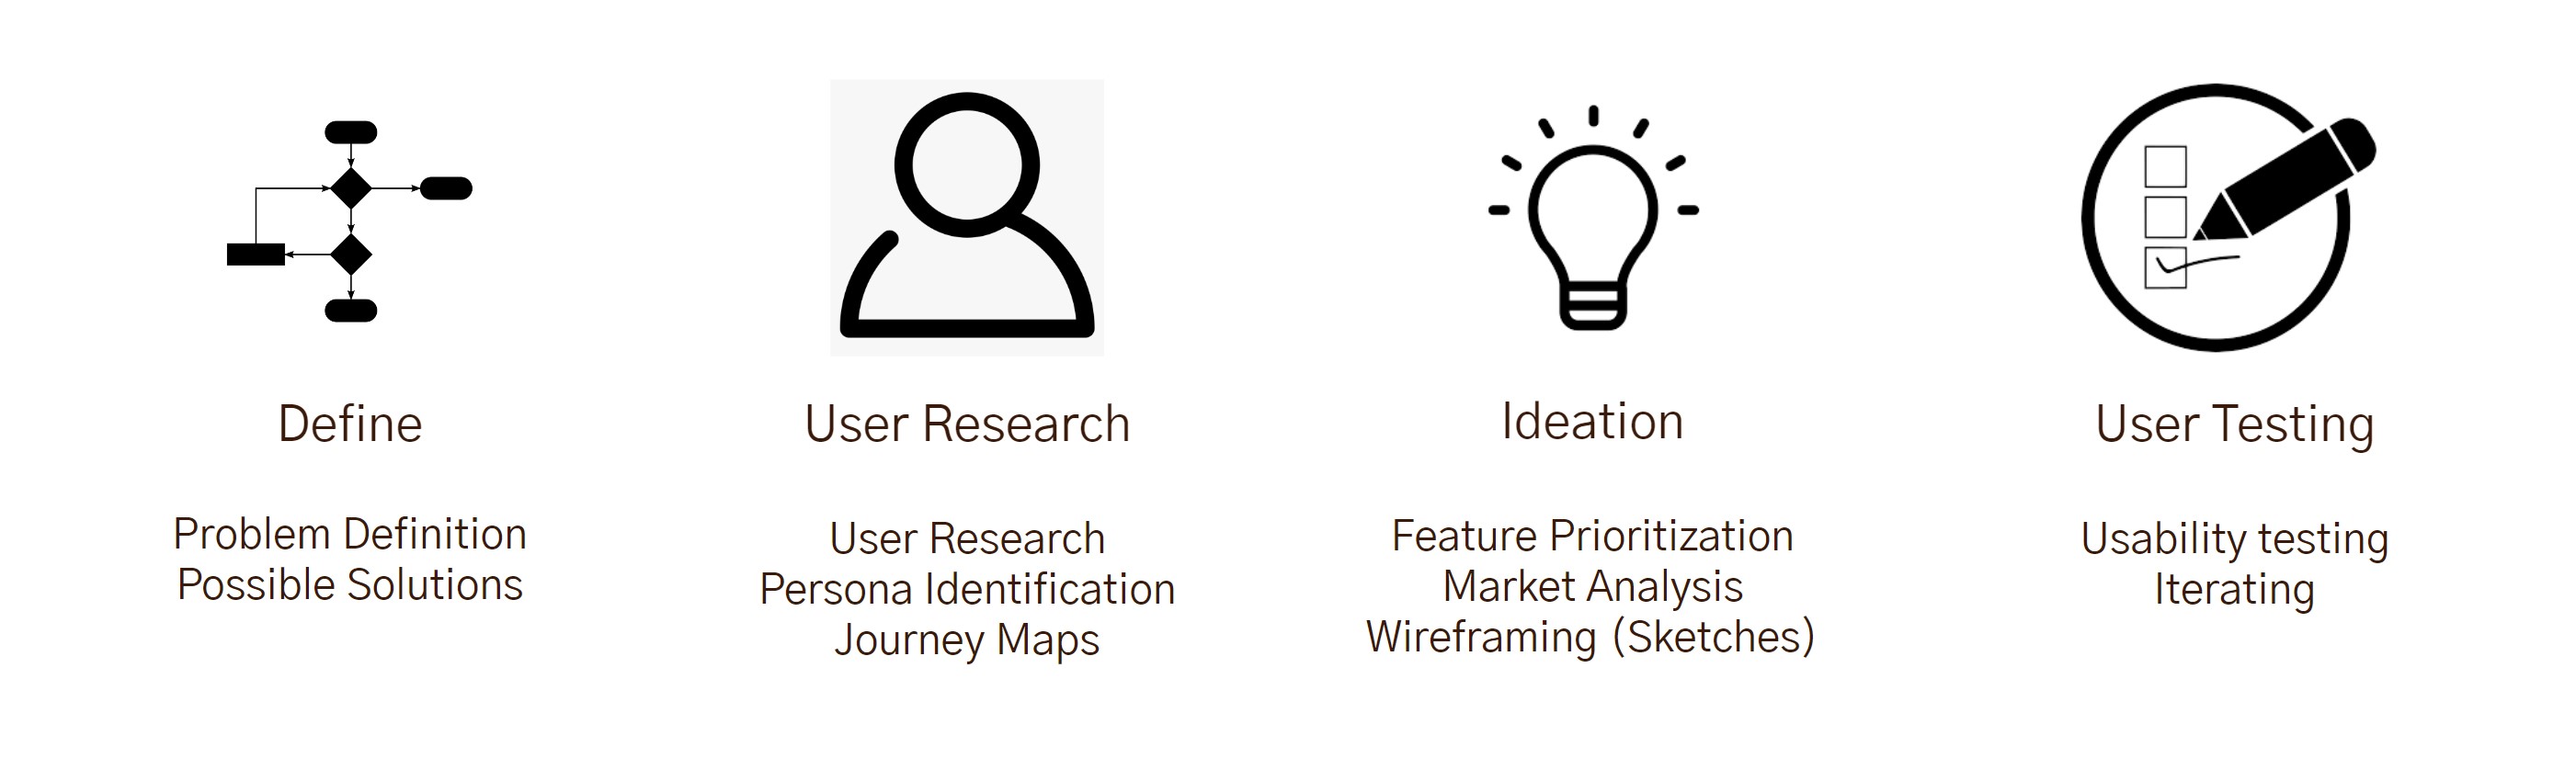 Define
Problem Definition
Possible Solutions
User Research
User Research
Persona Identification
Journey Maps
Ideation
Feature Prioritization
Market Analysis
Wireframing (Sketches)
User Testing
Usability testing
Iterating